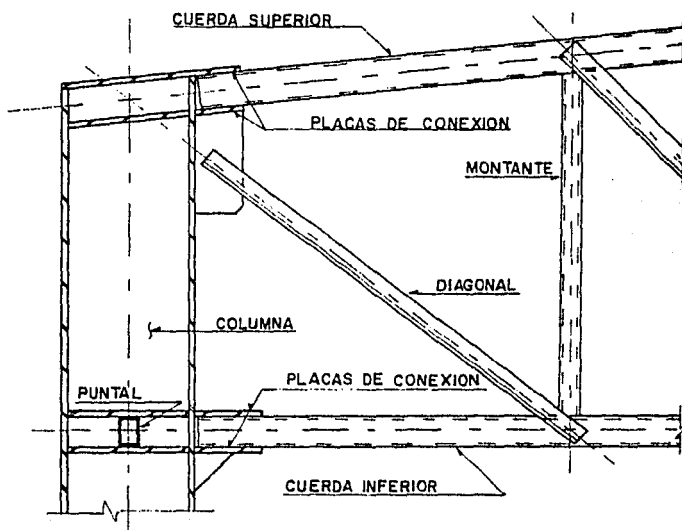 CUERDA SUPERIOR
PLACAS DE CONEXION
MONTANTE
DIAGONAL
COLUMNA
PLACAS DE CONEXION
PUNTAL
CUERDA INFERIOR